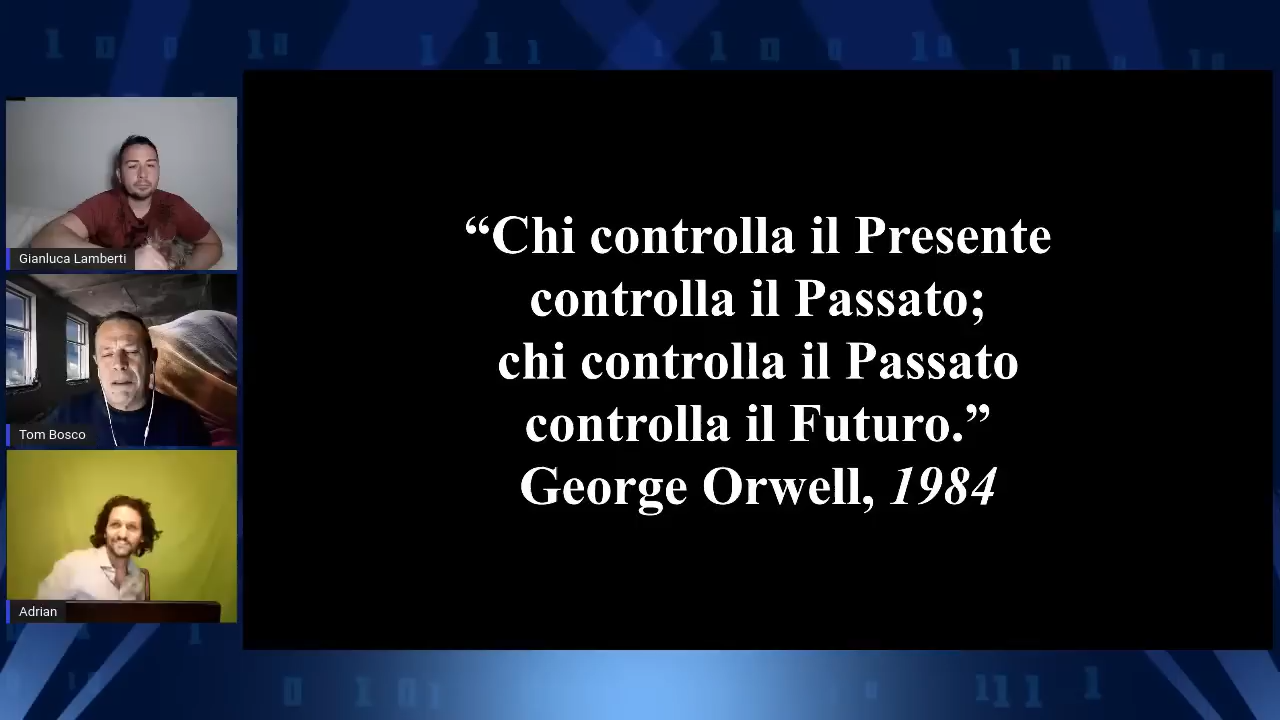 Gianluca Lamberti
Tom Bosco
Adrian
“Chi controlla il Presente
controlla il Passato;
chi controlla il Passato
controlla il Futuro.”
George Orwell, 1984